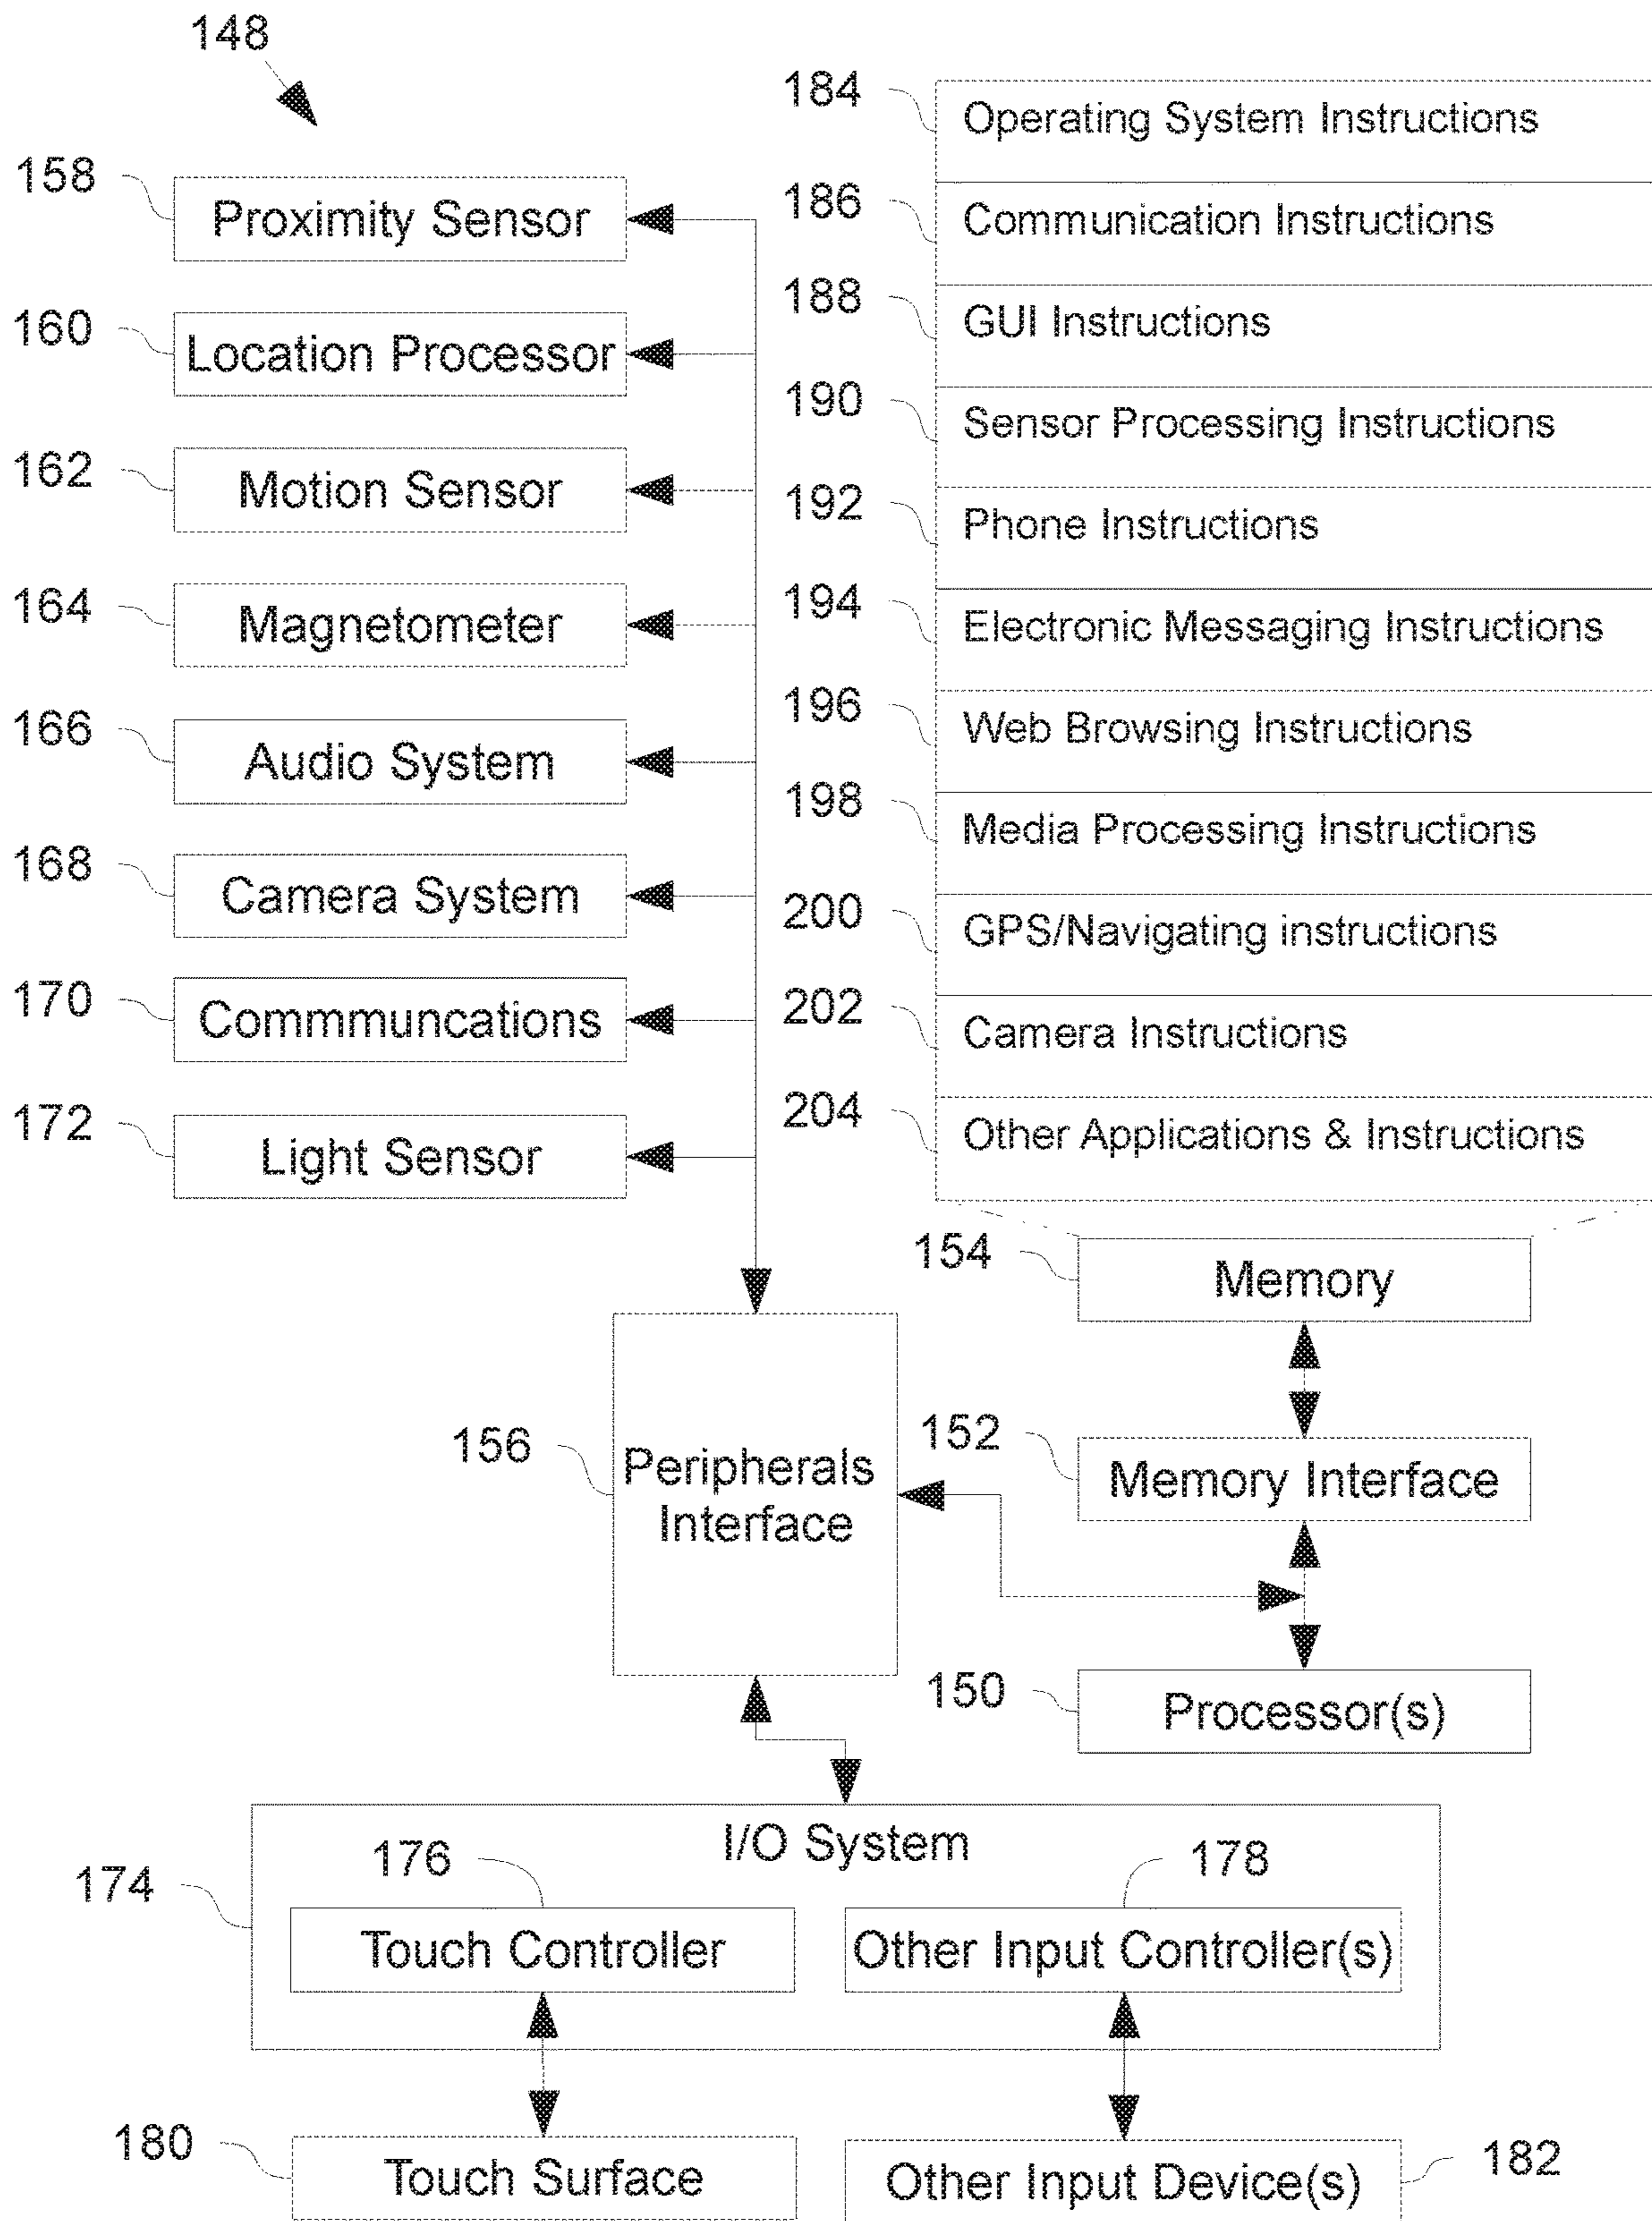 148
158
Proximity Sensor
160
Location Processor
162
Motion Sensor
164
Magnetometer
166
Audio System
168
Camera System
170
Commmuncations
172
Light Sensor
184
Operating System Instructions
186
Communication Instructions
188
GUI Instructions
190
Sensor Processing Instructions
192
Phone Instructions
194
Electronic Messaging Instructions
196
Web Browsing Instructions
198
Media Processing Instructions
200
GPS/Navigating instructions
202
Camera Instructions
204
Other Applications & Instructions
154
Memory
152
Memory Interface
156
Peripherals
Interface
150
Processor(s)
174
I/O System
176
Touch Controller
178
Other Input Controller(s)
180
Touch Surface
Other Input Device(s)
182